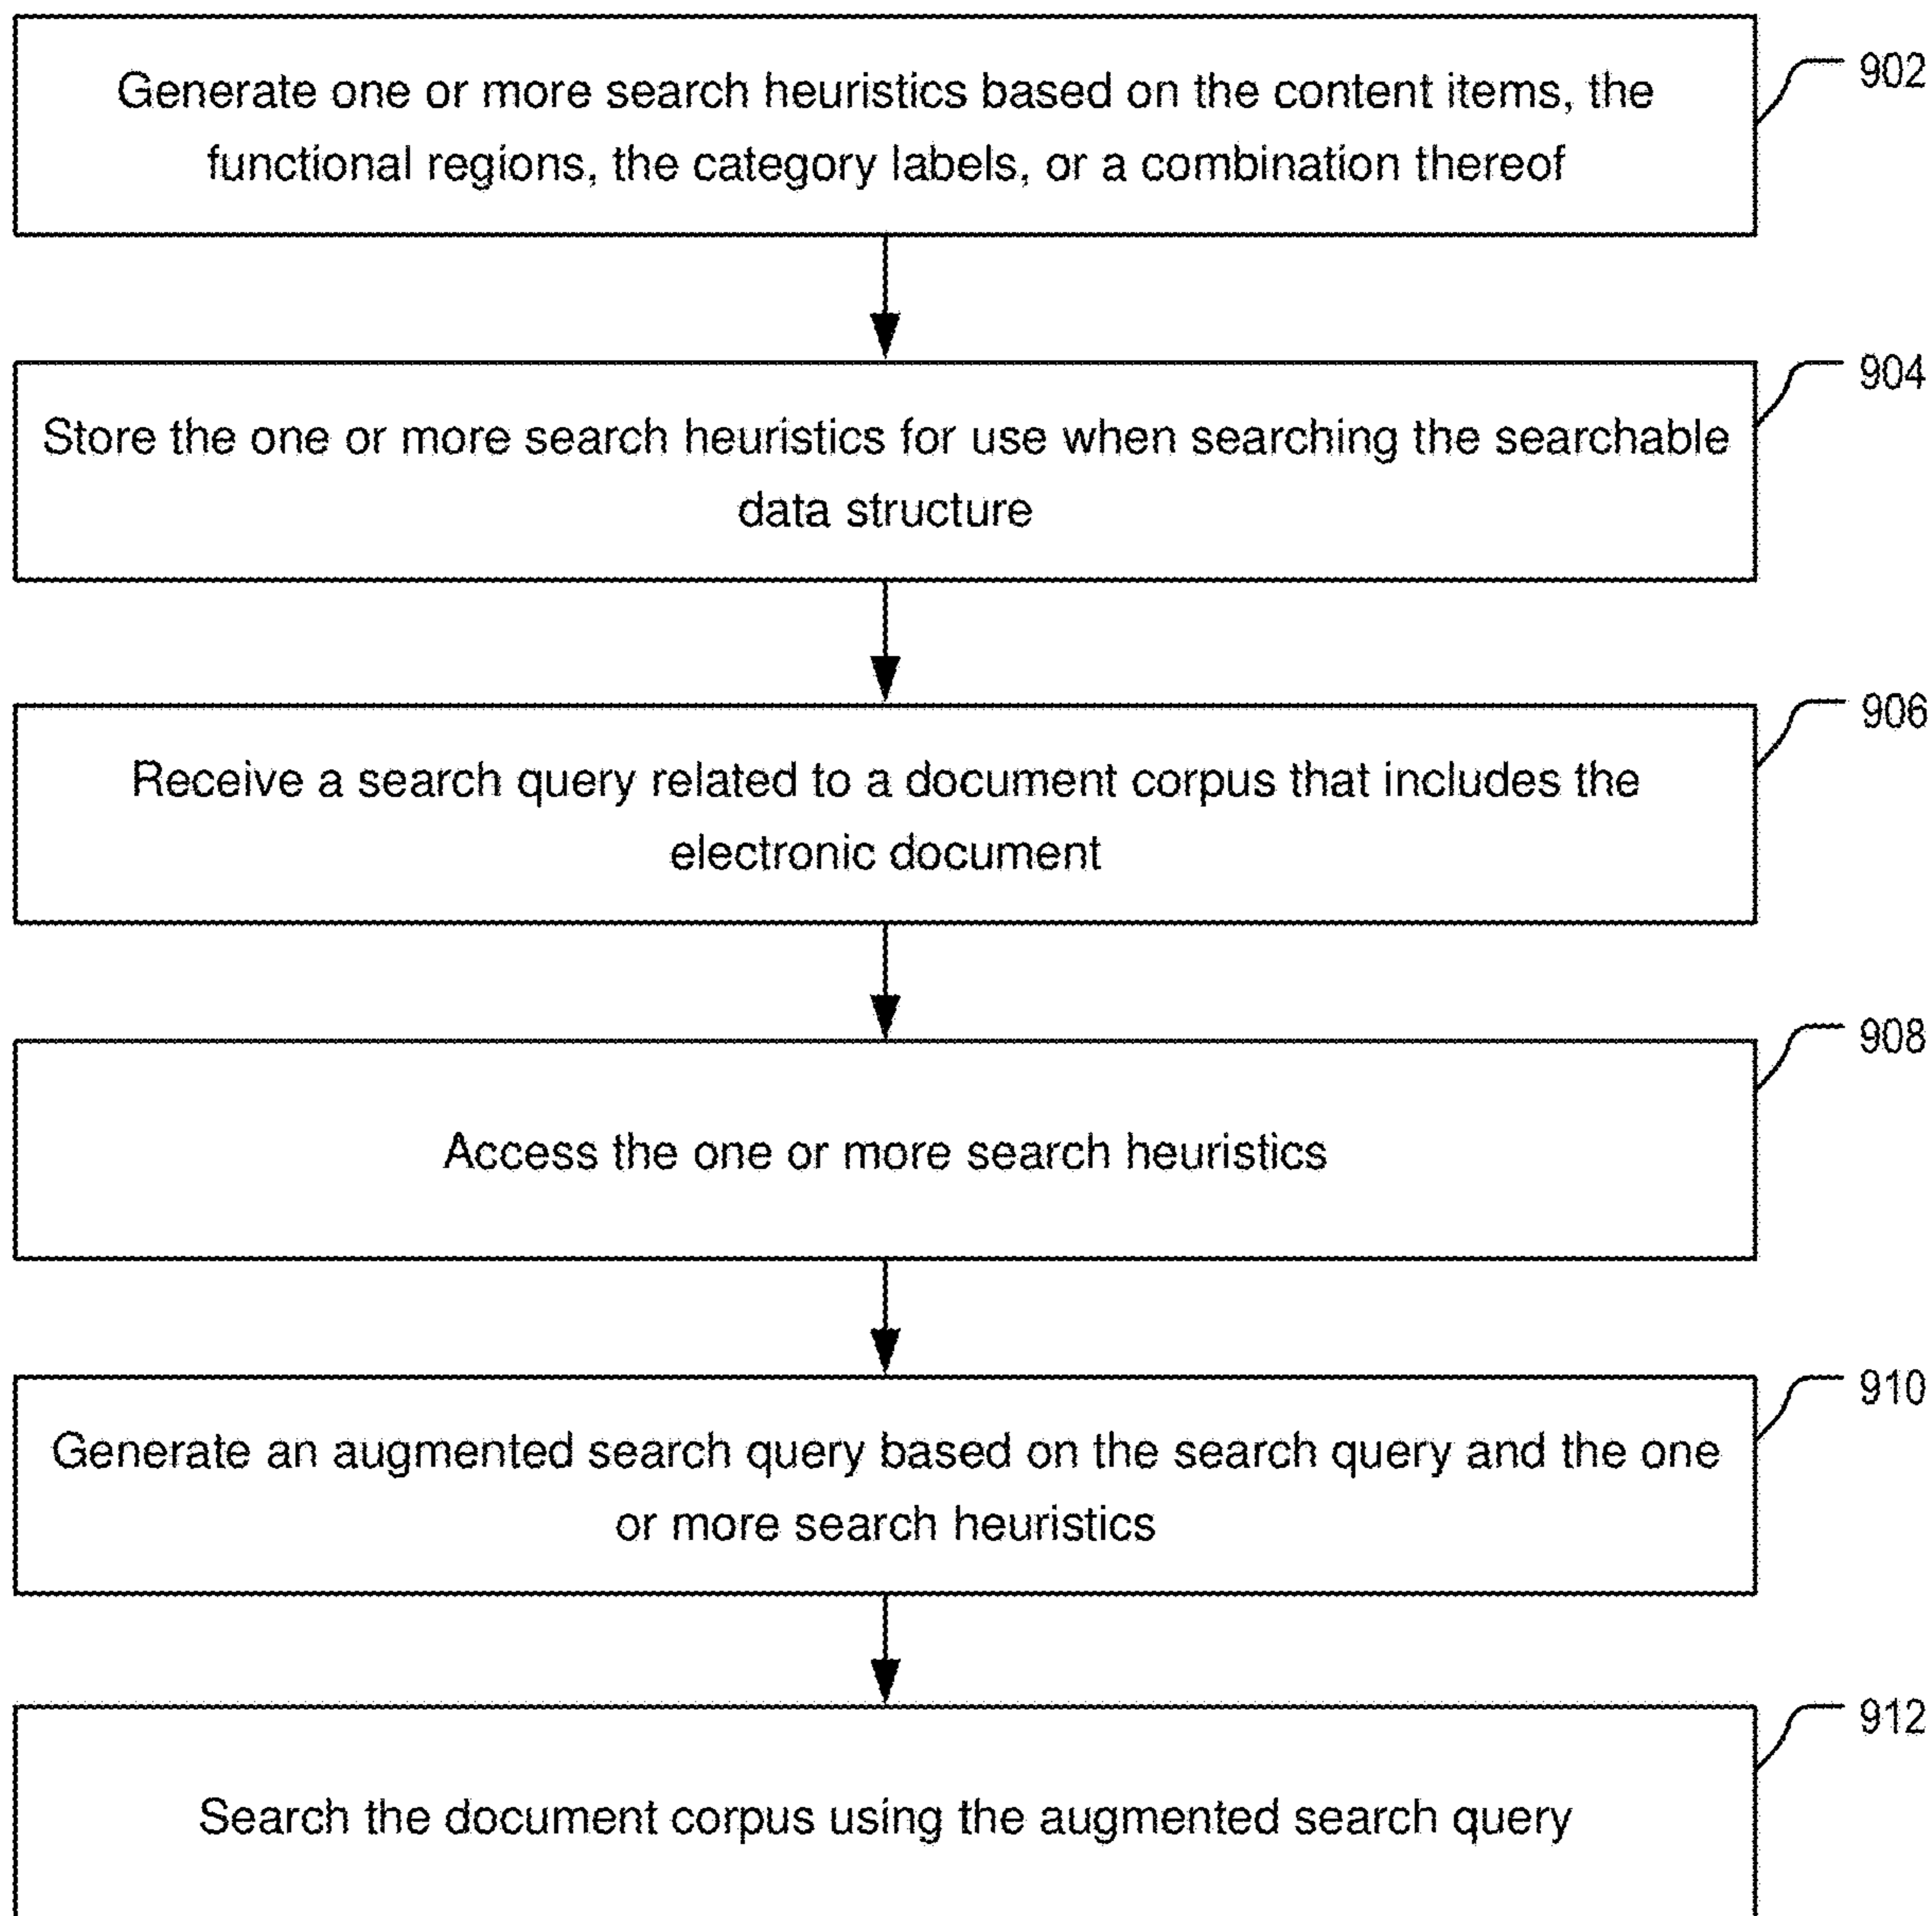 Generate one or more search heuristics based on the content items, the
functional regions, the category labels, or a combination thereof
902
Store the one or more search heuristics for use when searching the searchable
data structure
904
Receive a search query related to a document corpus that includes the
electronic document
906
Access the one or more search heuristics
908
Generate an augmented search query based on the search query and the one
or more search heuristics
910
Search the document corpus using the augmented search query
912